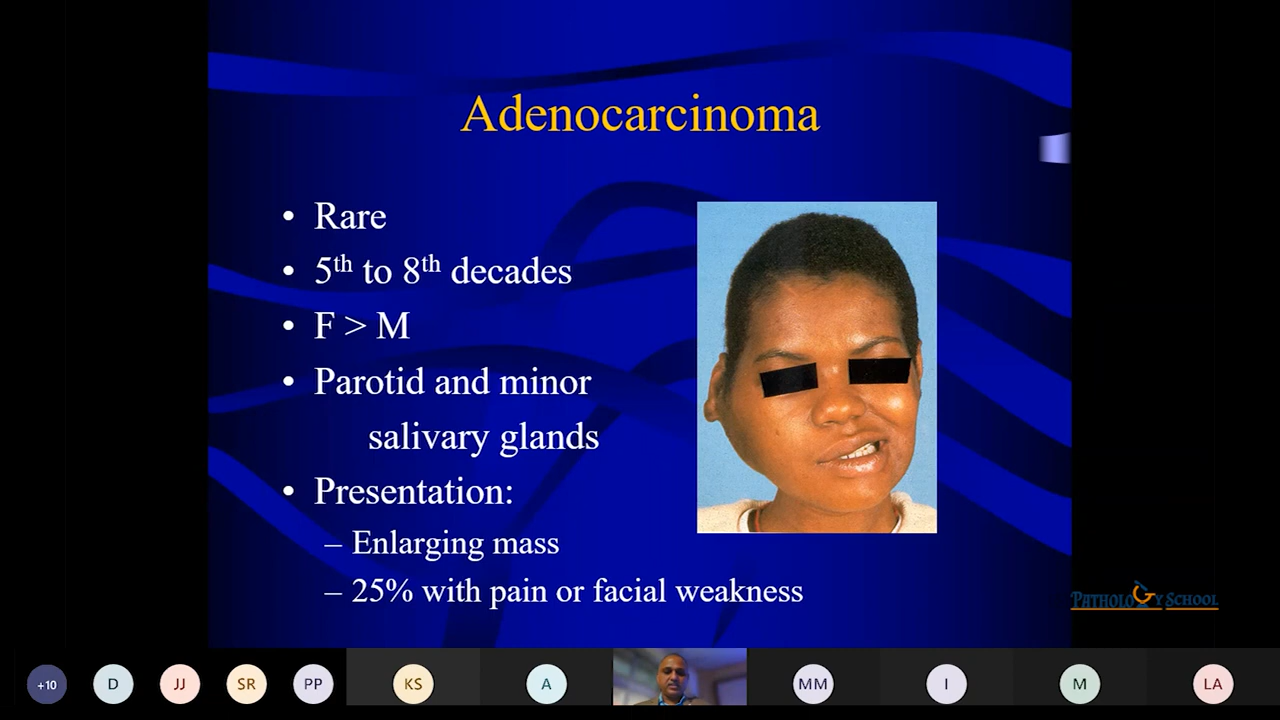 Adenocarcinoma
• Rare
• 5th to 8th decades
• F > M
• Parotid and minor
salivary glands
• Presentation:
– Enlarging mass
– 25% with pain or facial weakness
PATHOLOGY SCHOOL
+10 D JJ SR PP KS A MM I M LA